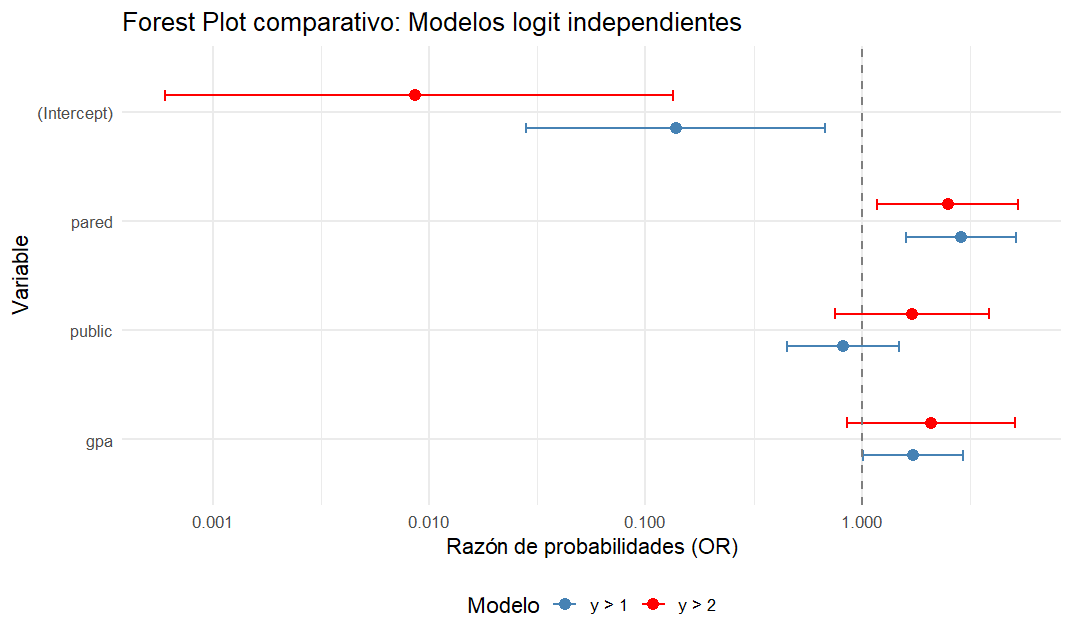 Forest Plot comparativo: Modelos logit independientes
Variable
(Intercept)
pared
public
gpa
0.001 0.010 0.100 1.000
Razón de probabilidades (OR)
Modelo y > 1 y > 2